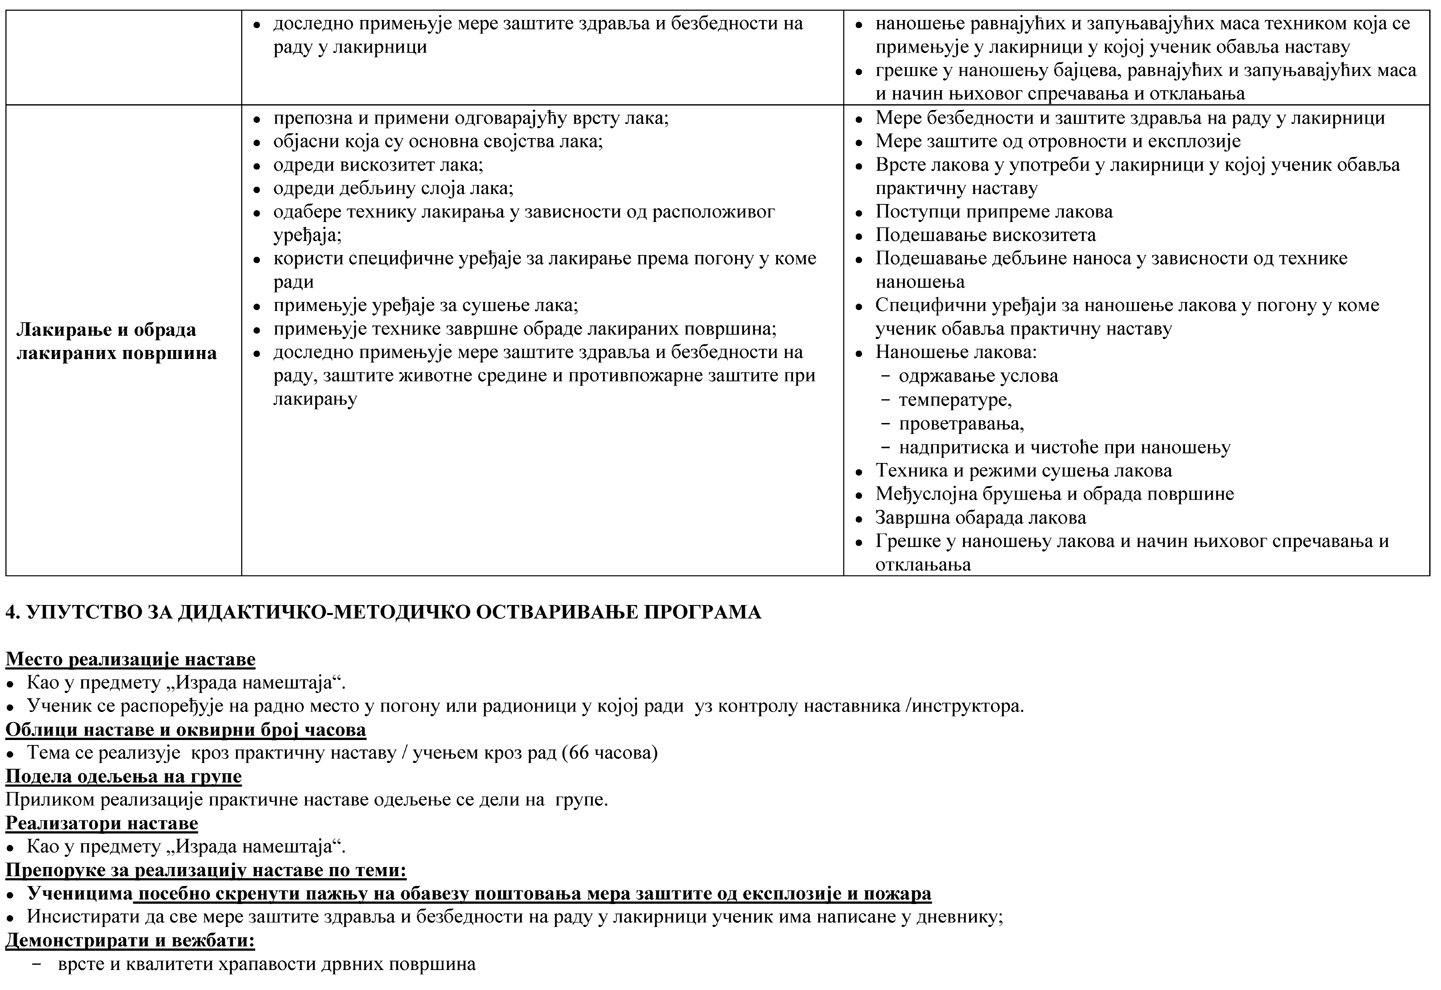 • доследно примењује мере заштите здравља и безбедности на
раду у лакирници
• наношење равнајућих и запуњавајућих маса техником која се
примењује у лакирници у којој ученик обавља наставу
• грешке у наношењу бајцева, равнајућих и запуњавајућих маса
и начин њиховог спречавања и отклањања
Лакирање и обрада
лакираних површина
• препозна и примени одговарајућу врсту лака;
• објасни која су основна својства лака;
• одреди вискозитет лака;
• одреди дебљину слоја лака;
• одабере технику лакирања у зависности од расположивог
уређаја;
• користи специфичне уређаје за лакирање према погону у коме
ради
• примењује уређаје за сушење лака;
• примењује технике завршне обраде лакираних површина;
• доследно примењује мере заштите здравља и безбедности на
раду, заштите животне средине и противпожарне заштите при
лакирању
• Мере безбедности и заштите здравља на раду у лакирници
• Мере заштите од отровности и експлозије
• Врсте лакова у употреби у лакирници у којој ученик обавља
практичну наставу
• Поступци припреме лакова
• Подешавање вискозитета
• Подешавање дебљине наноса у зависности од технике
наношења
• Специфични уређаји за наношење лакова у погону у коме
ученик обавља практичну наставу
• Наношење лакова:
− одржавање услова
− температуре,
− проветравања,
− надпритиска и чистоће при наношењу
• Техника и режими сушења лакова
• Међуслојна брушења и обрада површине
• Завршна обарада лакова
• Грешке у наношењу лакова и начин њиховог спречавања и
отклањања
4. УПУТСТВО ЗА ДИДАКТИЧКО-МЕТОДИЧКО ОСТВАРИВАЊЕ ПРОГРАМА
Место реализације наставе
• Као у предмету „Израда намештаја“.
• Ученик се распоређује на радно место у погону или радионици у којој ради уз контролу наставника /инструктора.
Облици наставе и оквирни број часова
• Тема се реализује кроз практичну наставу / учењем кроз рад (66 часова)
Подела одељења на групе
Приликом реализације практичне наставе одељење се дели на групе.
Реализатори наставе
• Као у предмету „Израда намештаја“.
Препоруке за реализацију наставе по теми:
• Ученицима посебно скренути пажњу на обавезу поштовања мера заштите од експлозије и пожара
• Инсистирати да све мере заштите здравља и безбедности на раду у лакирници ученик има написане у дневнику;
Демонстрирати и вежбати:
− врсте и квалитети храпавости дрвних површина